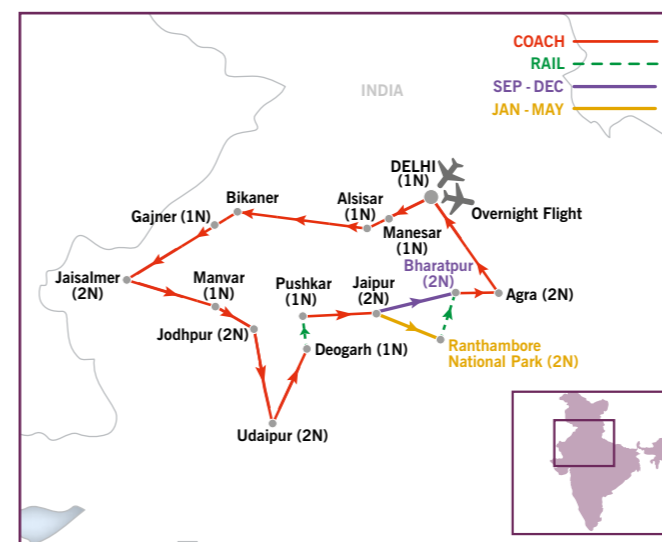 COACH
RAIL
SEP - DEC
JAN - MAY
INDIA
DELHI
(1N)
Overnight Flight
Alsisar
(1N)
Manesar
(1N)
Bikaner
Gajner (1N)
Jaisalmer
(2N)
Manvar
(1N)
Jodhpur (2N)
Udaipur (2N)
Deogarh (1N)
Pushkar
(1N)
Jaipur
(2N)
Bharatpur
(2N)
Agra (2N)
Ranthambore
National Park (2N)